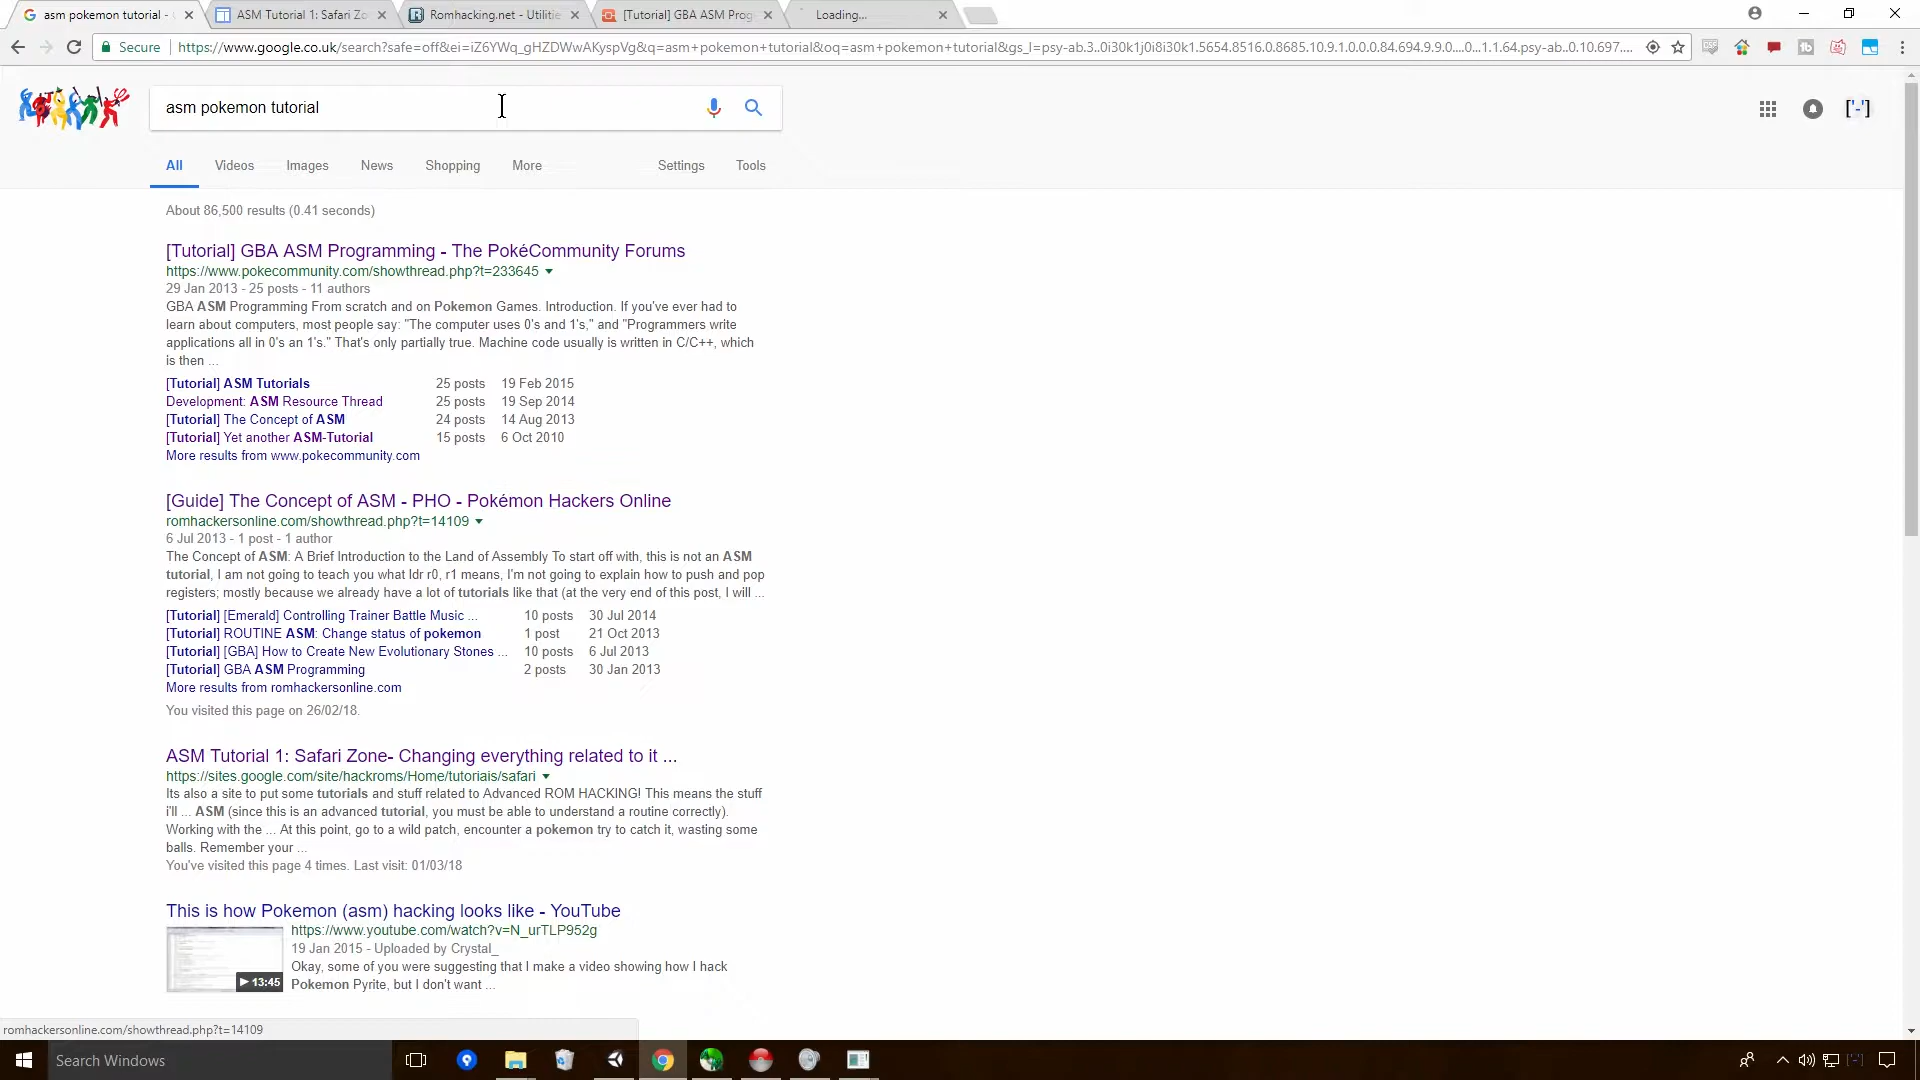 asm pokemon tutorial -
ASM Tutorial 1: Safari Zo
Romhacking.net - Utilitie
[Tutorial] GBA ASM Prog
Loading...
Secure
https://www.google.co.uk/search?safe=off&ei=iZ6YWq_gHZDWwAKyspVg&q=asm+pokemon+tutorial&oq=asm+pokemon+tutorial&gs_l=psy-ab.3..0i30k1j0i8i30k1.5654.8516.0.8685.10.9.1.0.0.0.84.694.9.9.0....0...1.1.64.psy-ab..0.10.697....
asm pokemon tutorial
['-']
All
Videos
Images
News
Shopping
More
Settings
Tools
About 86,500 results (0.41 seconds)
[Tutorial] GBA ASM Programming - The PokéCommunity Forums
https://www.pokecommunity.com/showthread.php?t=233645
29 Jan 2013 - 25 posts - 11 authors
GBA ASM Programming From scratch and on Pokemon Games. Introduction. If you've ever had to
learn about computers, most people say: "The computer uses 0's and 1's," and "Programmers write
applications all in 0's an 1's." That's only partially true. Machine code usually is written in C/C++, which
is then ...
[Tutorial] ASM Tutorials 25 posts 19 Feb 2015
Development: ASM Resource Thread 25 posts 19 Sep 2014
[Tutorial] The Concept of ASM 24 posts 14 Aug 2013
[Tutorial] Yet another ASM-Tutorial 15 posts 6 Oct 2010
More results from www.pokecommunity.com
[Guide] The Concept of ASM - PHO - Pokémon Hackers Online
romhackersonline.com/showthread.php?t=14109
6 Jul 2013 - 1 post - 1 author
The Concept of ASM: A Brief Introduction to the Land of Assembly To start off with, this is not an ASM
tutorial, I am not going to teach you what ldr r0, r1 means, I'm not going to explain how to push and pop
registers; mostly because we already have a lot of tutorials like that (at the very end of this post, I will ...
[Tutorial] [Emerald] Controlling Trainer Battle Music ... 10 posts 30 Jul 2014
[Tutorial] ROUTINE ASM: Change status of pokemon 1 post 21 Oct 2013
[Tutorial] [GBA] How to Create New Evolutionary Stones ... 10 posts 6 Jul 2013
[Tutorial] GBA ASM Programming 2 posts 30 Jan 2013
More results from romhackersonline.com
You visited this page on 26/02/18.
ASM Tutorial 1: Safari Zone- Changing everything related to it ...
https://sites.google.com/site/hackroms/Home/tutoriais/safari
Its also a site to put some tutorials and stuff related to Advanced ROM HACKING! This means the stuff
i'll ... ASM (since this is an advanced tutorial, you must be able to understand a routine correctly).
Working with the ... At this point, go to a wild patch, encounter a pokemon try to catch it, wasting some
balls. Remember your ...
You've visited this page 4 times. Last visit: 01/03/18
This is how Pokemon (asm) hacking looks like - YouTube
https://www.youtube.com/watch?v=N_urTLP952g
19 Jan 2015 - Uploaded by Crystal_
Okay, some of you were suggesting that I make a video showing how I hack
Pokemon Pyrite, but I don't want ...
13:45
romhackersonline.com/showthread.php?t=14109
Search Windows